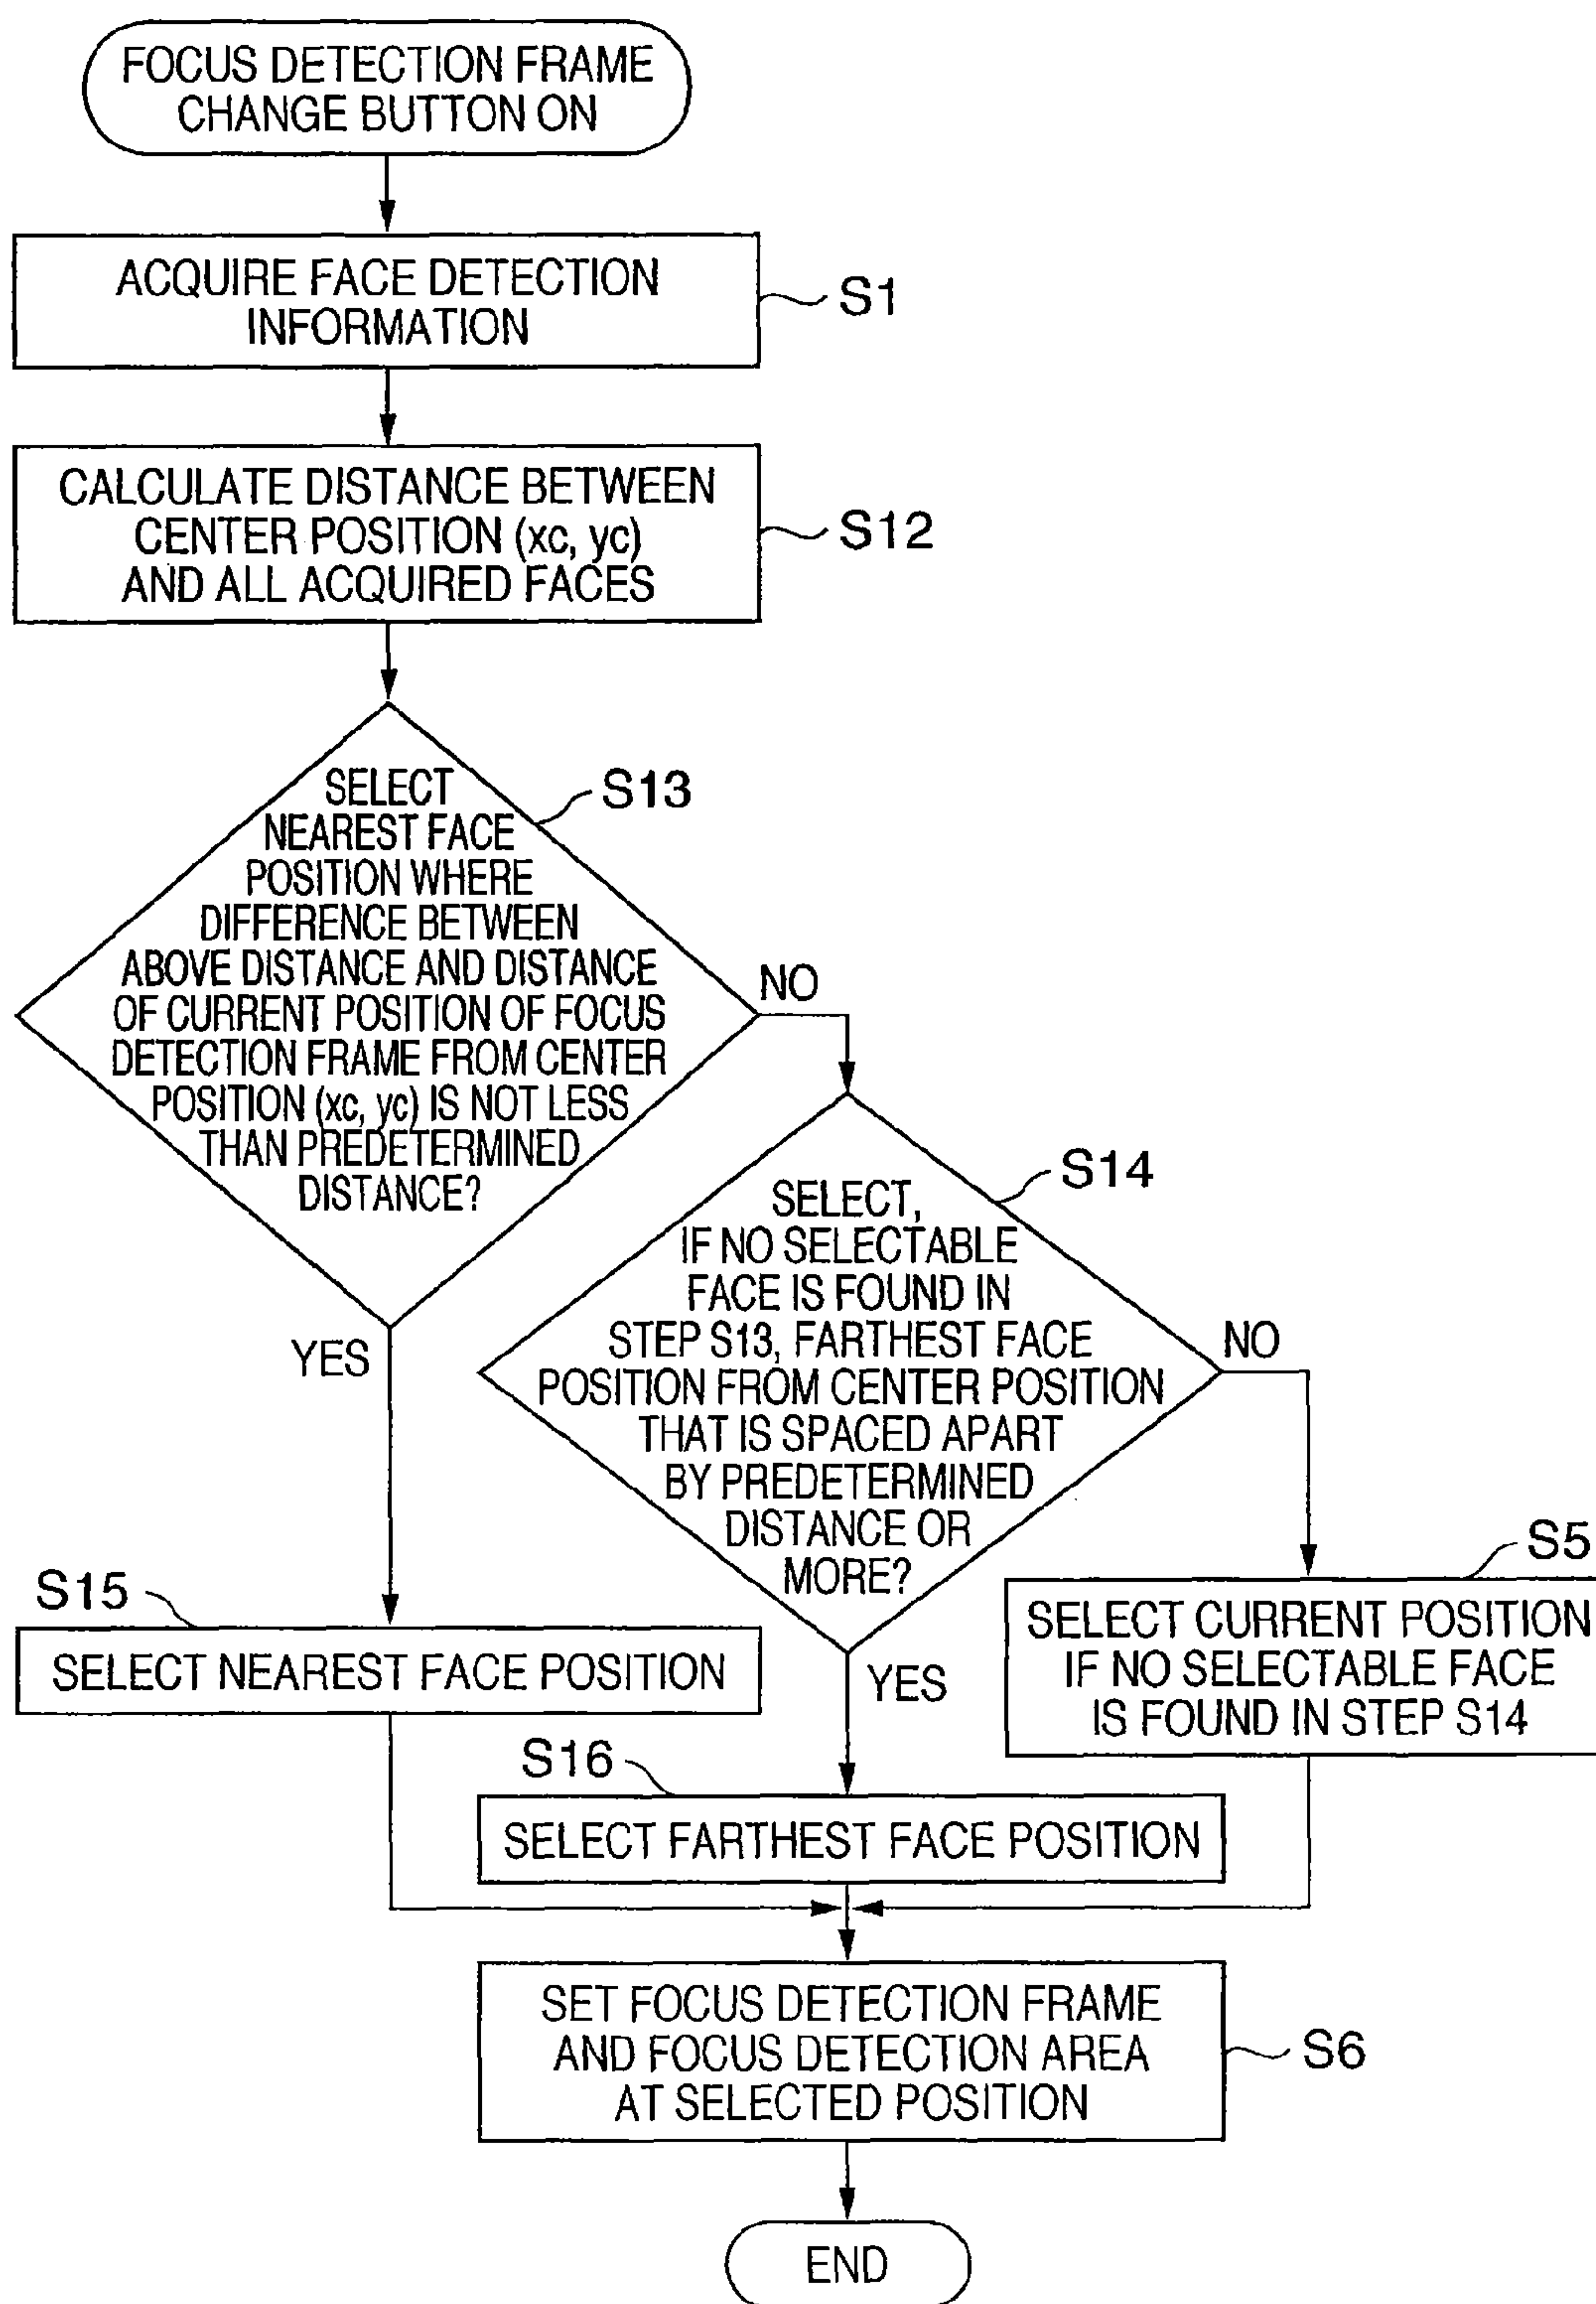 FOCUS DETECTION FRAME
CHANGE BUTTON ON
ACQUIRE FACE DETECTION
INFORMATION
S1
CALCULATE DISTANCE BETWEEN
CENTER POSITION (xc, yc)
AND ALL ACQUIRED FACES
S12
SELECT
NEAREST FACE
POSITION WHERE
DIFFERENCE BETWEEN
ABOVE DISTANCE AND DISTANCE
OF CURRENT POSITION OF FOCUS
DETECTION FRAME FROM CENTER
POSITION (xc, yc) IS NOT LESS
THAN PREDETERMINED
DISTANCE?
S13
NO
YES
SELECT,
IF NO SELECTABLE
FACE IS FOUND IN
STEP S13, FARTHEST FACE
POSITION FROM CENTER POSITION
THAT IS SPACED APART
BY PREDETERMINED
DISTANCE OR
MORE?
S14
NO
YES
S15
SELECT NEAREST FACE POSITION
S5
SELECT CURRENT POSITION
IF NO SELECTABLE FACE
IS FOUND IN STEP S14
S16
SELECT FARTHEST FACE POSITION
SET FOCUS DETECTION FRAME
AND FOCUS DETECTION AREA
AT SELECTED POSITION
S6
END